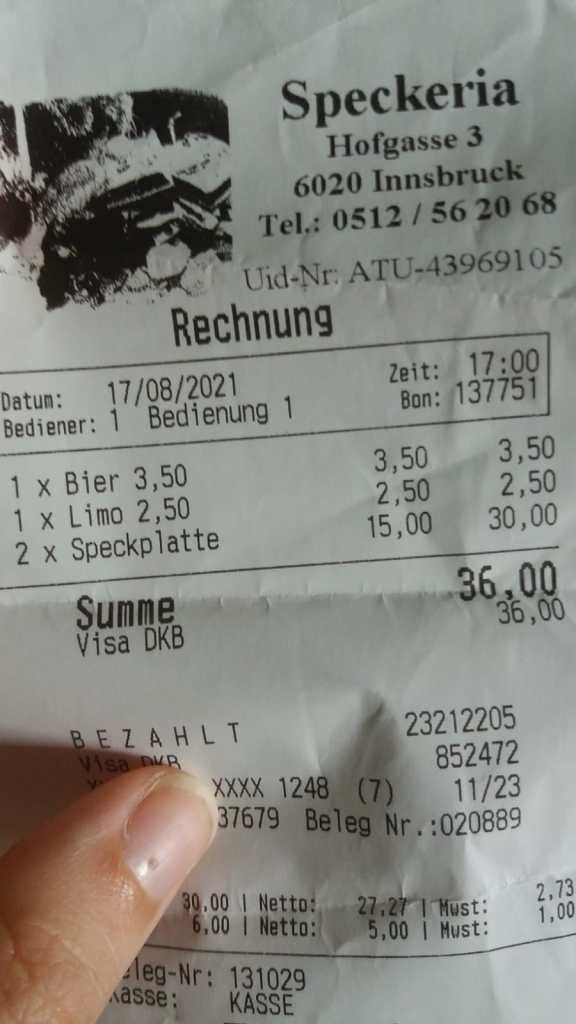 Speckeria
Hofgasse 3
6020 Innsbruck
Tel.: 0512 / 56 20 68
Uid-Nr: ATU-43969105
Rechnung
Datum: 17/08/2021 Zeit: 17:00
Bediener: 1 Bedienung 1 Bon: 137751
1 x Bier 3,50 3,50 3,50
1 x Limo 2,50 2,50 2,50
2 x Speckplatte 15,00 30,00
Summe 36,00
Visa DKB 36,00
BEZAHLT 23212205
Visa DKB 852472
XXXX 1248 (7) 11/23
37679 Beleg Nr.:020889
30,00 | Netto: 27,27 | Mwst: 2,73
6,00 | Netto: 5,00 | Mwst: 1,00
eleg-Nr: 131029
Kasse: KASSE